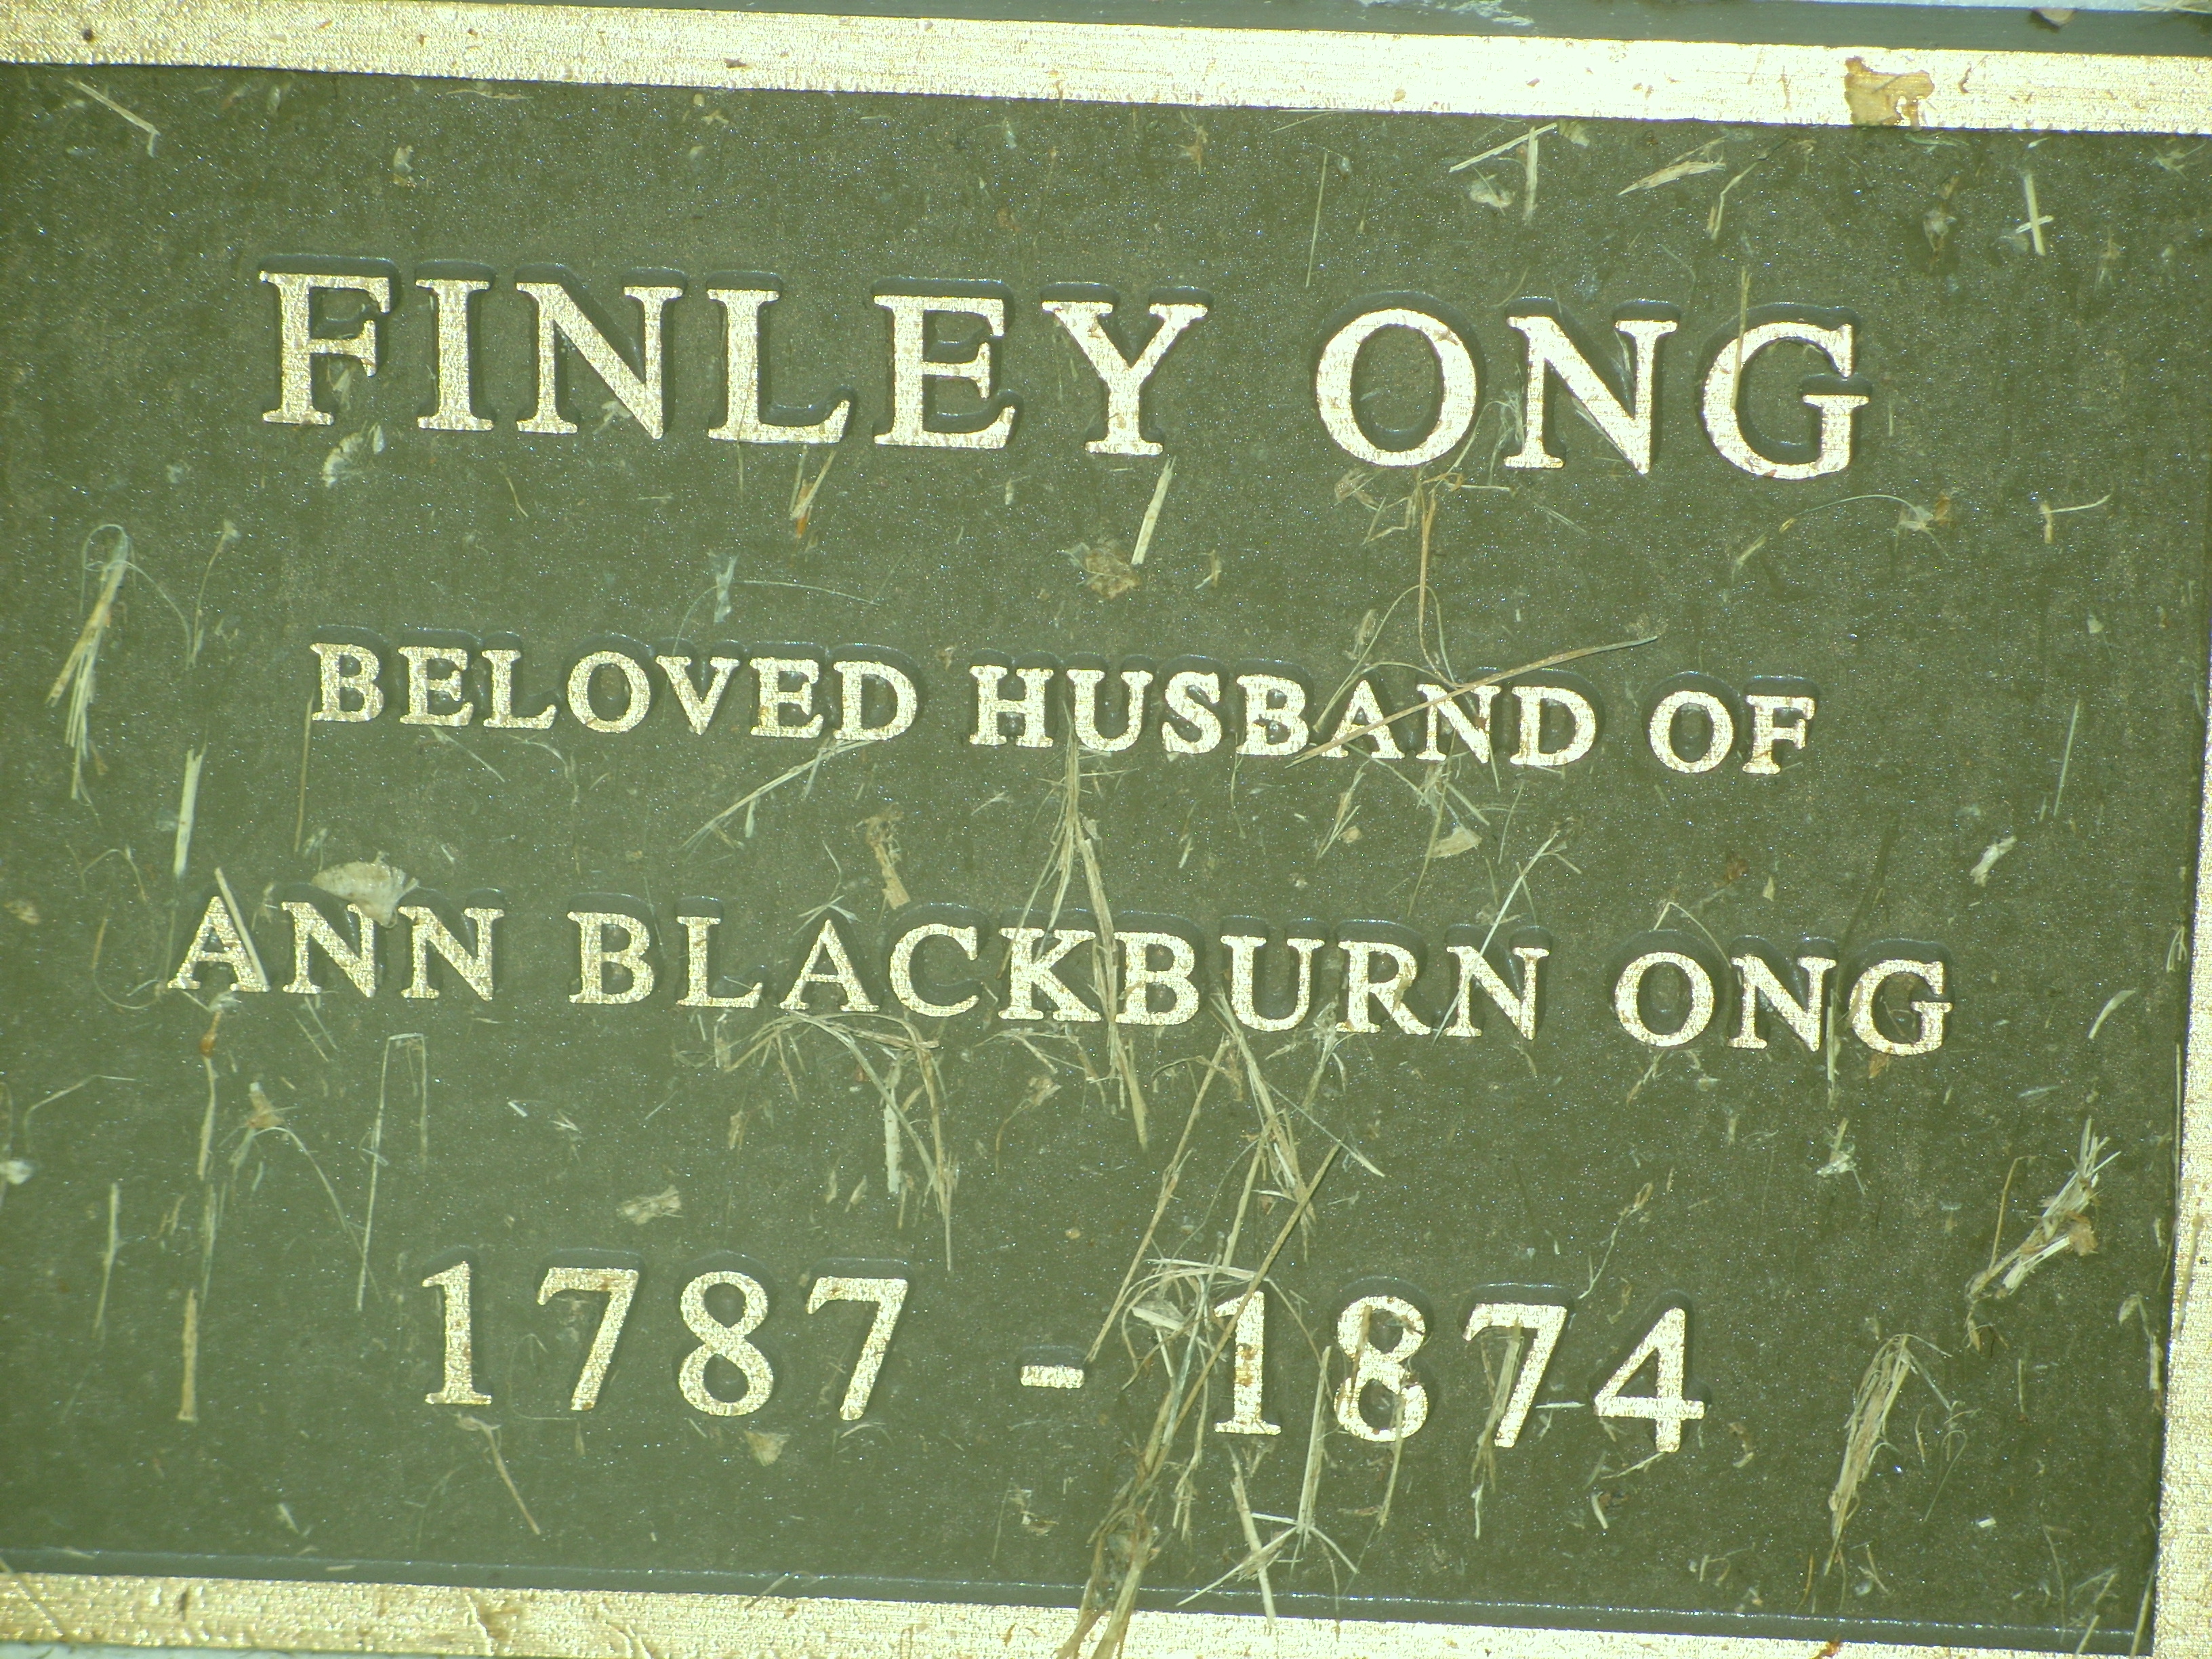 FINLEY ONG
BELOVED HUSBAND OF
ANN BLACKBURN ONG
1787 - 1874